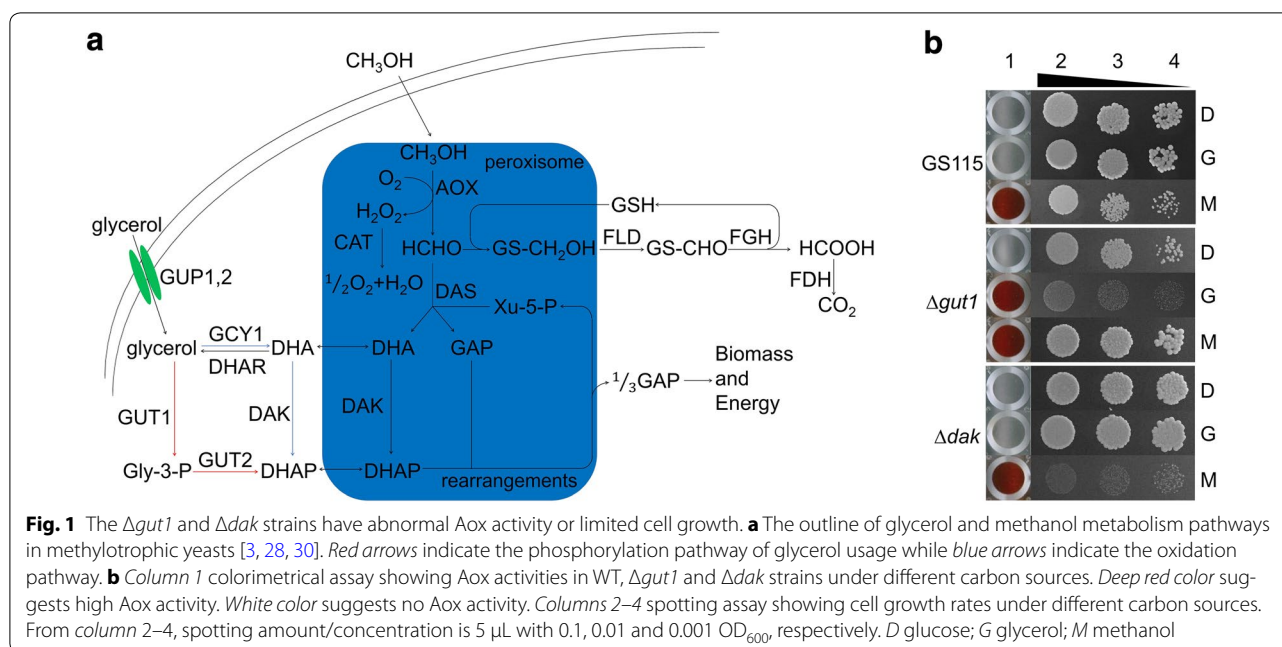 a
CH₃OH
CH₃OH
peroxisome
O₂
AOX
H₂O₂
GSH
glycerol
CAT
HCHO
GS-CH₂OH
FLD
GS-CHO
FGH
HCOOH
GUP1,2
½O₂+H₂O
FDH
DAS
Xu-5-P
CO₂
GCY1
glycerol
DHA
DHA
GAP
DHAR
⅓GAP
Biomass
and
Energy
GUT1
DAK
DAK
Gly-3-P
GUT2
DHAP
DHAP
rearrangements
b
1 2 3 4
D
GS115
G
M
D
Δgut1
G
M
D
Δdak
G
M
Fig. 1 The Δgut1 and Δdak strains have abnormal Aox activity or limited cell growth. a The outline of glycerol and methanol metabolism pathways
in methylotrophic yeasts [3, 28, 30]. Red arrows indicate the phosphorylation pathway of glycerol usage while blue arrows indicate the oxidation
pathway. b Column 1 colorimetrical assay showing Aox activities in WT, Δgut1 and Δdak strains under different carbon sources. Deep red color sug-
gests high Aox activity. White color suggests no Aox activity. Columns 2–4 spotting assay showing cell growth rates under different carbon sources.
From column 2–4, spotting amount/concentration is 5 μL with 0.1, 0.01 and 0.001 OD₆₀₀, respectively. D glucose; G glycerol; M methanol